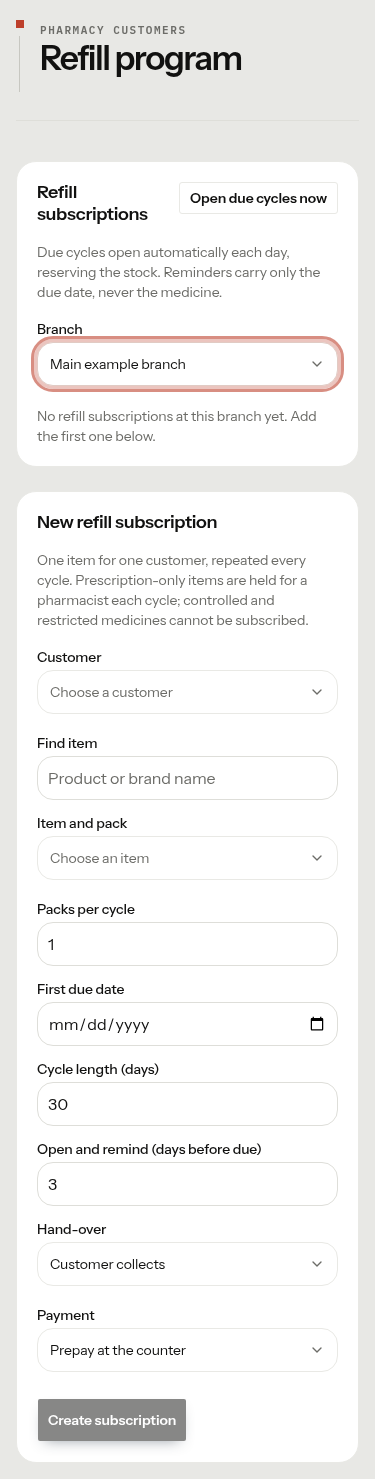 PHARMACY CUSTOMERS
Refill program
Refill
subscriptions
Open due cycles now
Due cycles open automatically each day,
reserving the stock. Reminders carry only the
due date, never the medicine.
Branch
Main example branch
No refill subscriptions at this branch yet. Add
the first one below.
New refill subscription
One item for one customer, repeated every
cycle. Prescription-only items are held for a
pharmacist each cycle; controlled and
restricted medicines cannot be subscribed.
Customer
Choose a customer
Find item
Product or brand name
Item and pack
Choose an item
Packs per cycle
1
First due date
mm/dd/yyyy
Cycle length (days)
30
Open and remind (days before due)
3
Hand-over
Customer collects
Payment
Prepay at the counter
Create subscription